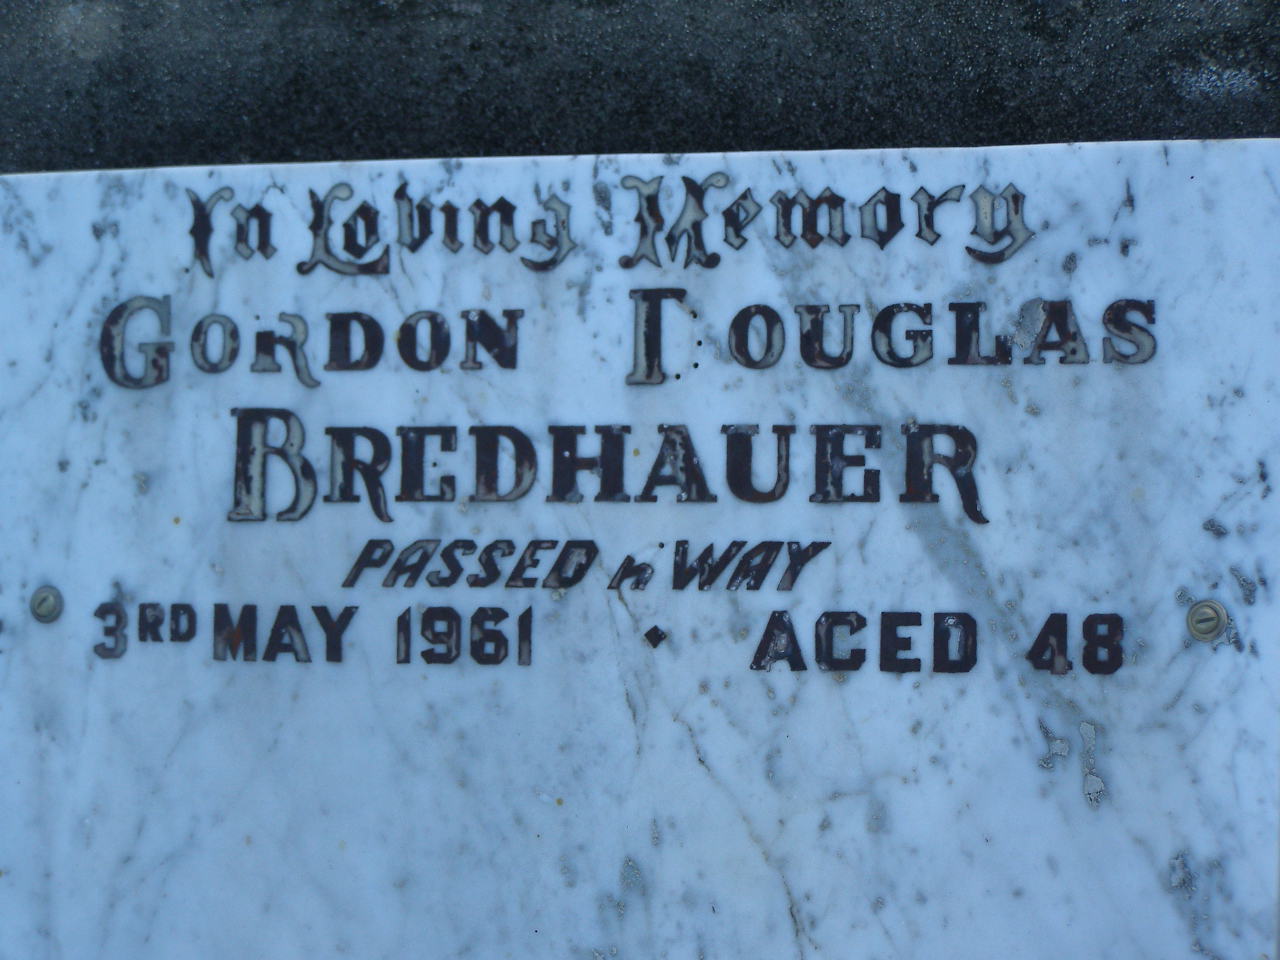 In Loving Memory
GORDON DOUGLAS
BREDHAUER
PASSED AWAY
3RD MAY 1961 • AGED 48